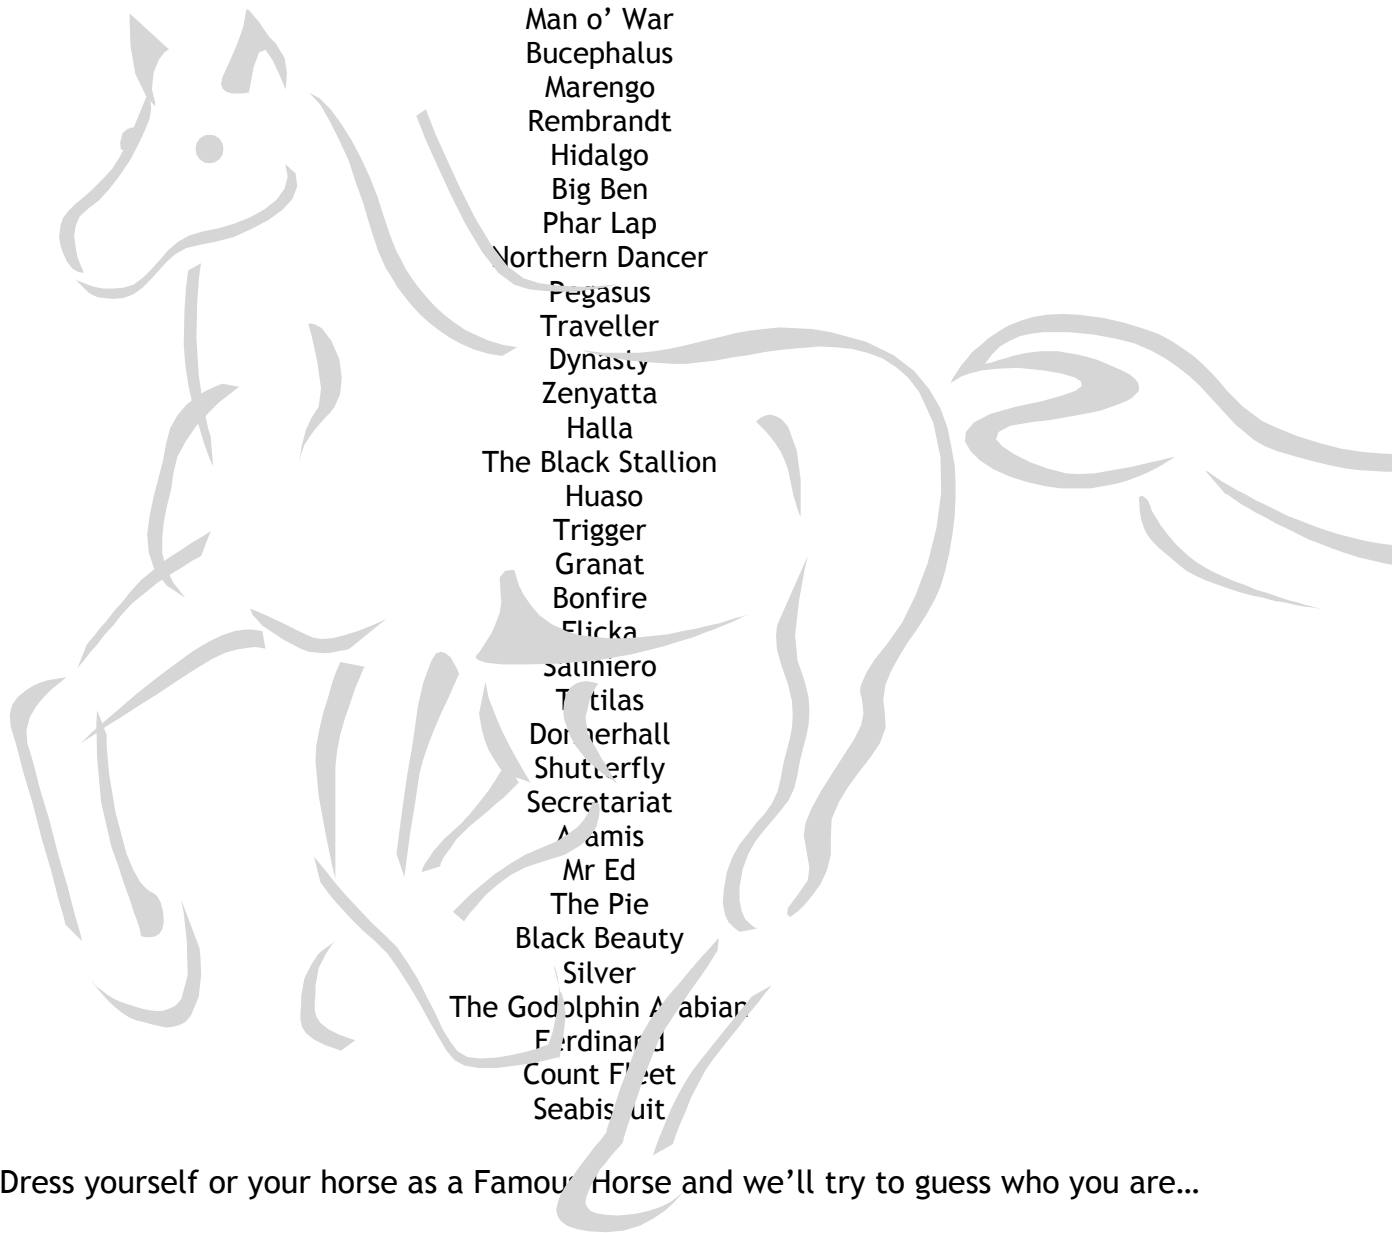 Man o’ War
Bucephalus
Marengo
Rembrandt
Hidalgo
Big Ben
Phar Lap
Northern Dancer
Pegasus
Traveller
Dynasty
Zenyatta
Halla
The Black Stallion
Huaso
Trigger
Granat
Bonfire
Flicka
Saliniero
Totilas
Donnerhall
Shutterfly
Secretariat
Aramis
Mr Ed
The Pie
Black Beauty
Silver
The Godolphin Arabian
Ferdinand
Count Fleet
Seabiscuit
Dress yourself or your horse as a Famous Horse and we’ll try to guess who you are…